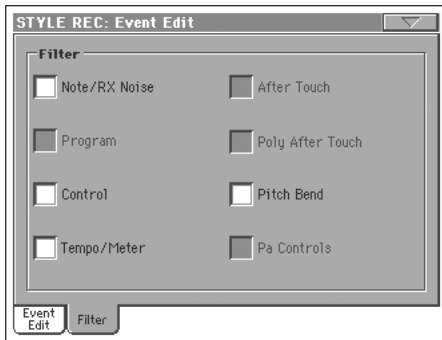 STYLE REC: Event Edit
Filter
Note/RX Noise
After Touch
Program
Poly After Touch
Control
Pitch Bend
Tempo/Meter
Pa Controls
Event
Edit
Filter